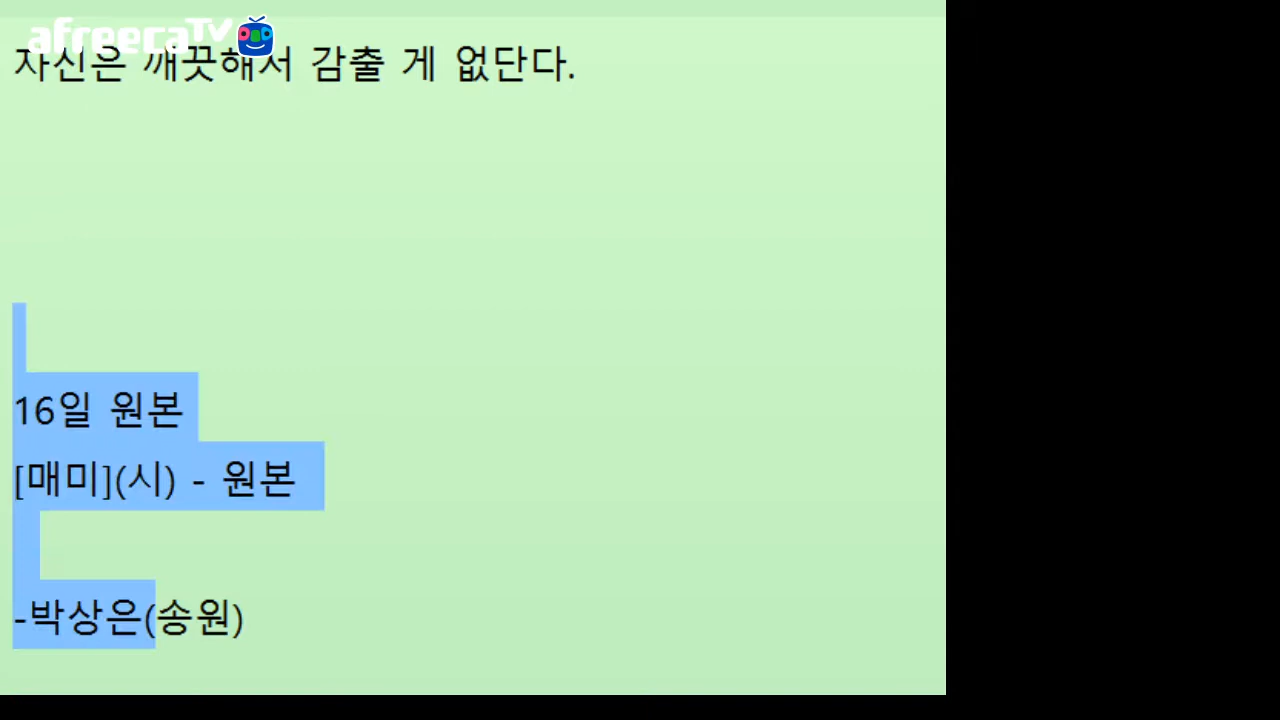 afreecaTV
자신은 깨끗해서 감출 게 없단다.
16일 원본
[매미](시) - 원본
-박상은(송원)